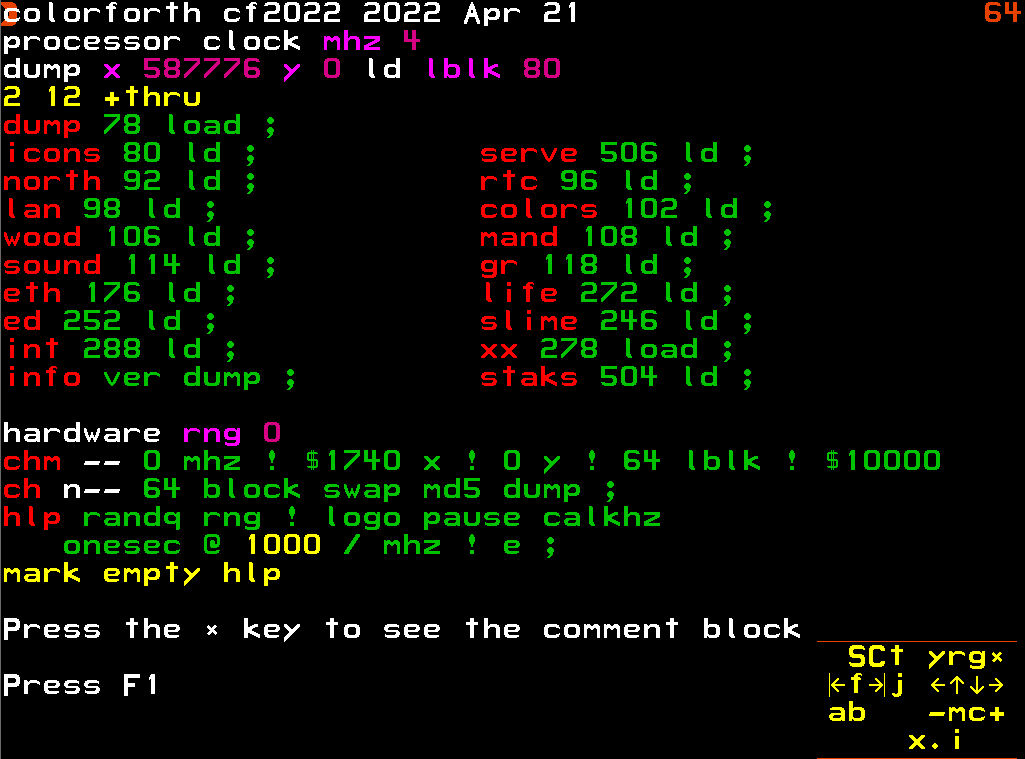 colorforth cf2022 2022 Apr 21 64
processor clock mhz 4
dump x 587776 y 0 ld lblk 80
2 12 +thru
dump 78 load ;
icons 80 ld ; serve 506 ld ;
north 92 ld ; rtc 96 ld ;
lan 98 ld ; colors 102 ld ;
wood 106 ld ; mand 108 ld ;
sound 114 ld ; gr 118 ld ;
eth 176 ld ; life 272 ld ;
ed 252 ld ; slime 246 ld ;
int 288 ld ; xx 278 load ;
info ver dump ; staks 504 ld ;
hardware rng 0
chm -- 0 mhz ! $1740 x ! 0 y ! 64 lblk ! $10000
ch n-- 64 block swap md5 dump ;
hlp randq rng ! logo pause calkhz
onesec @ 1000 / mhz ! e ;
mark empty hlp
Press the × key to see the comment block
Press F1
SC† yrg×
|←f→|j ←↑↓→
ab -mc+
x.i